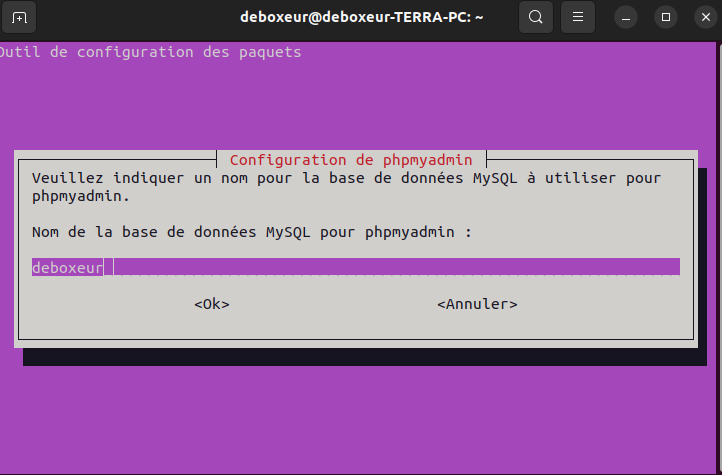 deboxeur@deboxeur-TERRA-PC: ~
Outil de configuration des paquets
Configuration de phpmyadmin
Veuillez indiquer un nom pour la base de données MySQL à utiliser pour
phpmyadmin.
Nom de la base de données MySQL pour phpmyadmin :
deboxeur
<Ok> <Annuler>